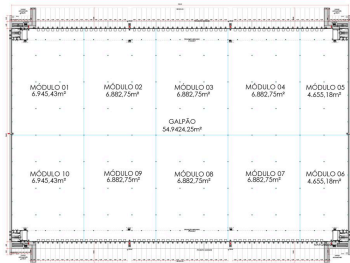 MÓDULO 01
6.945,43m²
MÓDULO 02
6.882,75m²
MÓDULO 03
6.882,75m²
MÓDULO 04
6.882,75m²
MÓDULO 05
4.655,18m²
GALPÃO
54.9424,25m²
MÓDULO 10
6.945,43m²
MÓDULO 09
6.882,75m²
MÓDULO 08
6.882,75m²
MÓDULO 07
6.882,75m²
MÓDULO 06
4.655,18m²